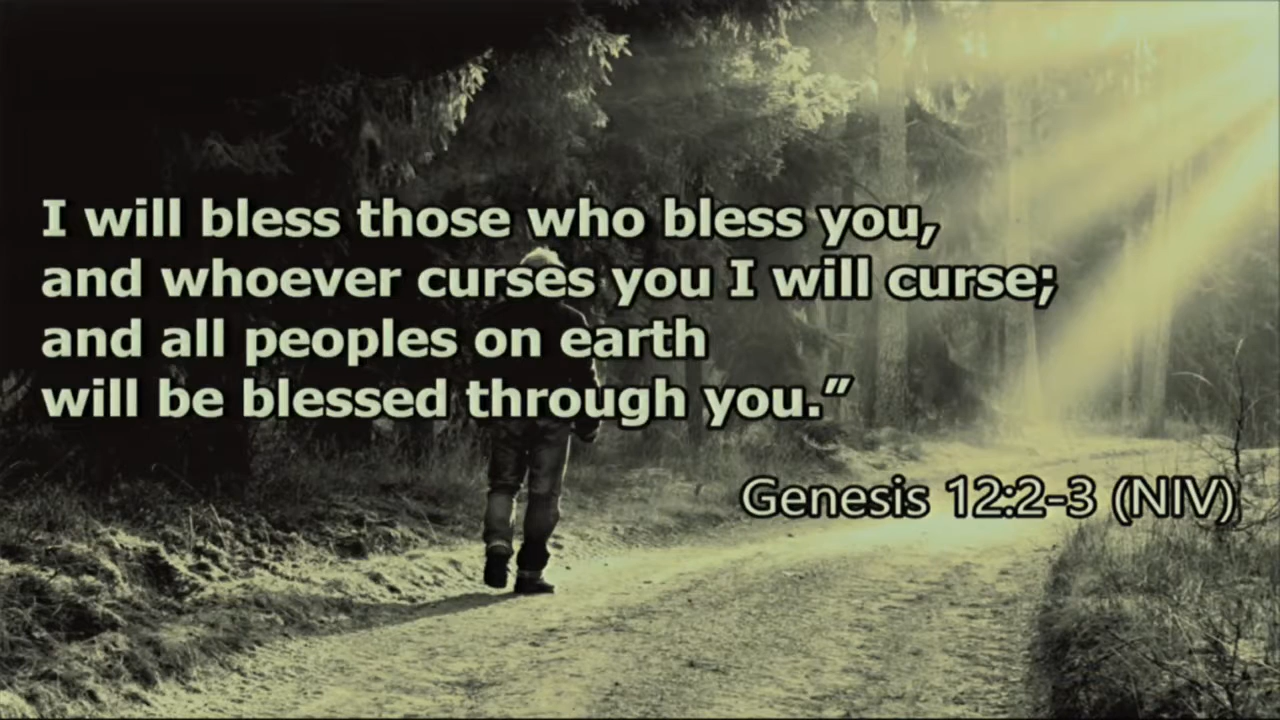 I will bless those who bless you,
and whoever curses you I will curse;
and all peoples on earth
will be blessed through you.”
Genesis 12:2-3 (NIV)